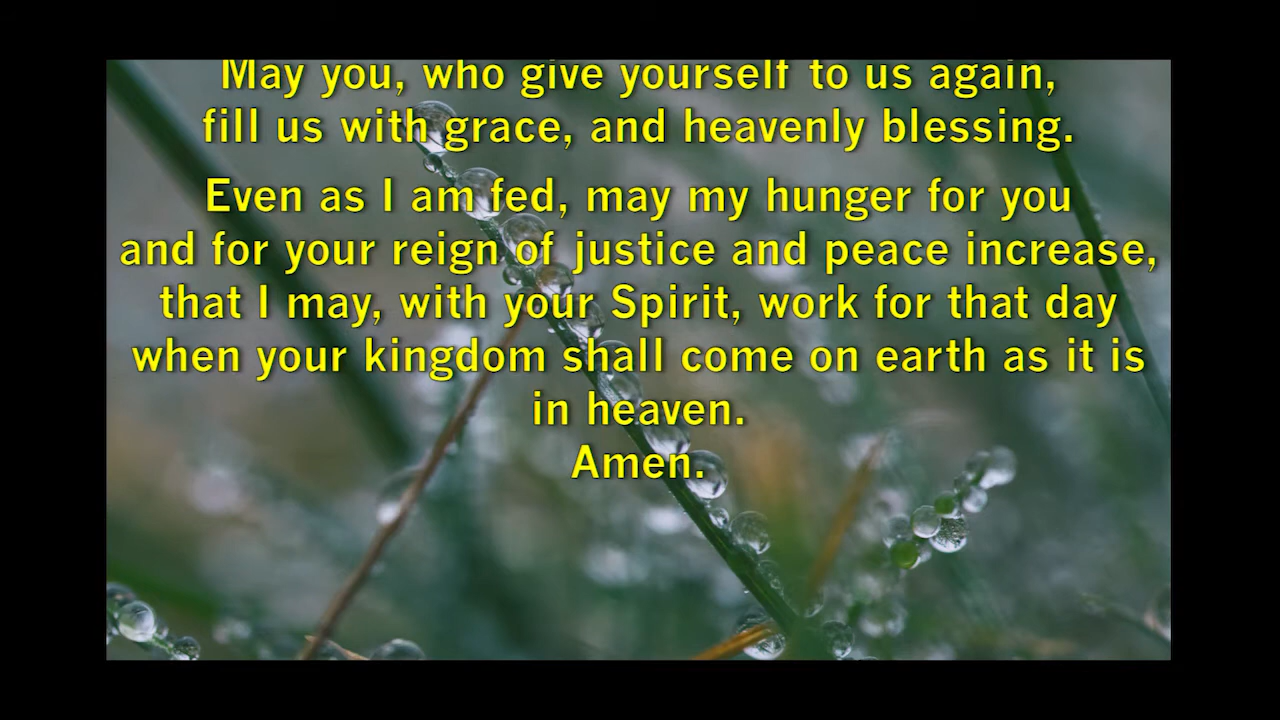 May you, who give yourself to us again,
fill us with grace, and heavenly blessing.
Even as I am fed, may my hunger for you
and for your reign of justice and peace increase,
that I may, with your Spirit, work for that day
when your kingdom shall come on earth as it is
in heaven.
Amen.